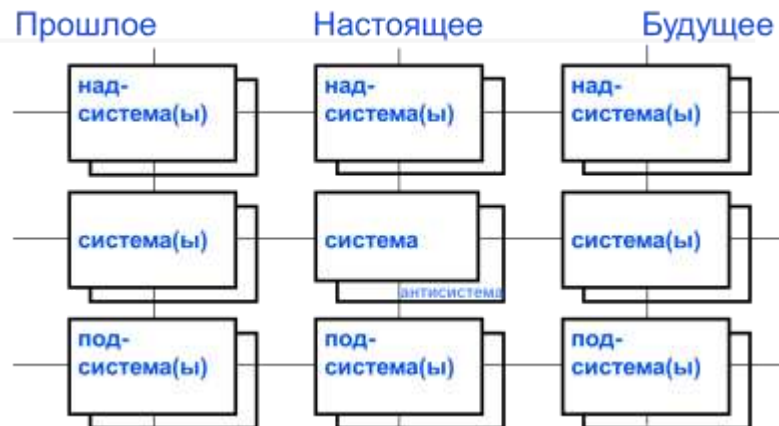 Прошлое Настоящее Будущее
над- над- над-
система(ы) система(ы) система(ы)
система(ы) система система(ы)
антисистема
под- под- под-
система(ы) система(ы) система(ы)